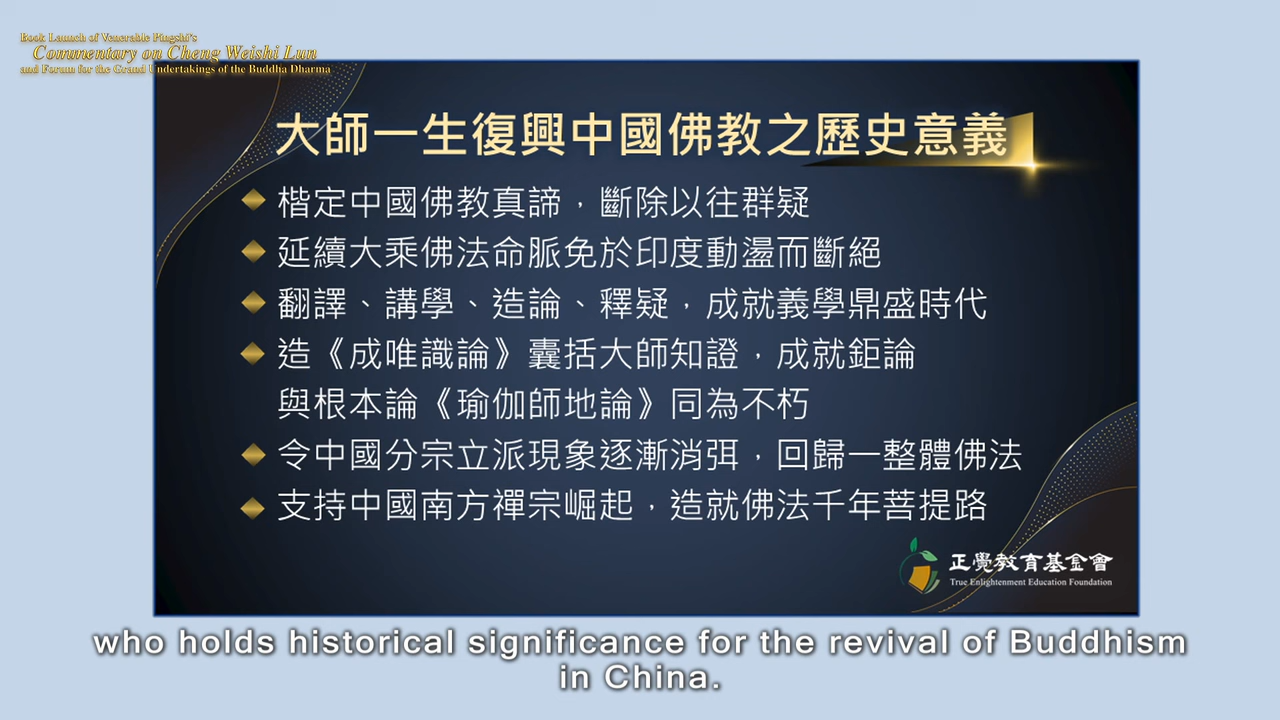 Book Launch of Venerable Pingshi's
Commentary on Cheng Weishi Lun
and Forum for the Grand Undertakings of the Buddha Dharma
大師一生復興中國佛教之歷史意義
楷定中國佛教真諦，斷除以往群疑
延續大乘佛法命脈免於印度動盪而斷絕
翻譯、講學、造論、釋疑，成就義學鼎盛時代
造《成唯識論》囊括大師知證，成就鉅論
與根本論《瑜伽師地論》同為不朽
令中國分宗立派現象逐漸消弭，回歸一整體佛法
支持中國南方禪宗崛起，造就佛法千年菩提路
正覺教育基金會
True Enlightenment Education Foundation
who holds historical significance for the revival of Buddhism
in China.